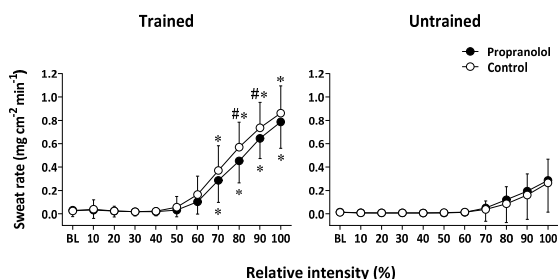 Trained
Untrained
Propranolol
Control
Sweat rate (mg cm-2 min-1)
1.2
1.0
0.8
0.6
0.4
0.2
0.0
* #* #* *
* * * *
BL 10 20 30 40 50 60 70 80 90 100
1.2
1.0
0.8
0.6
0.4
0.2
0.0
BL 10 20 30 40 50 60 70 80 90 100
Relative intensity (%)